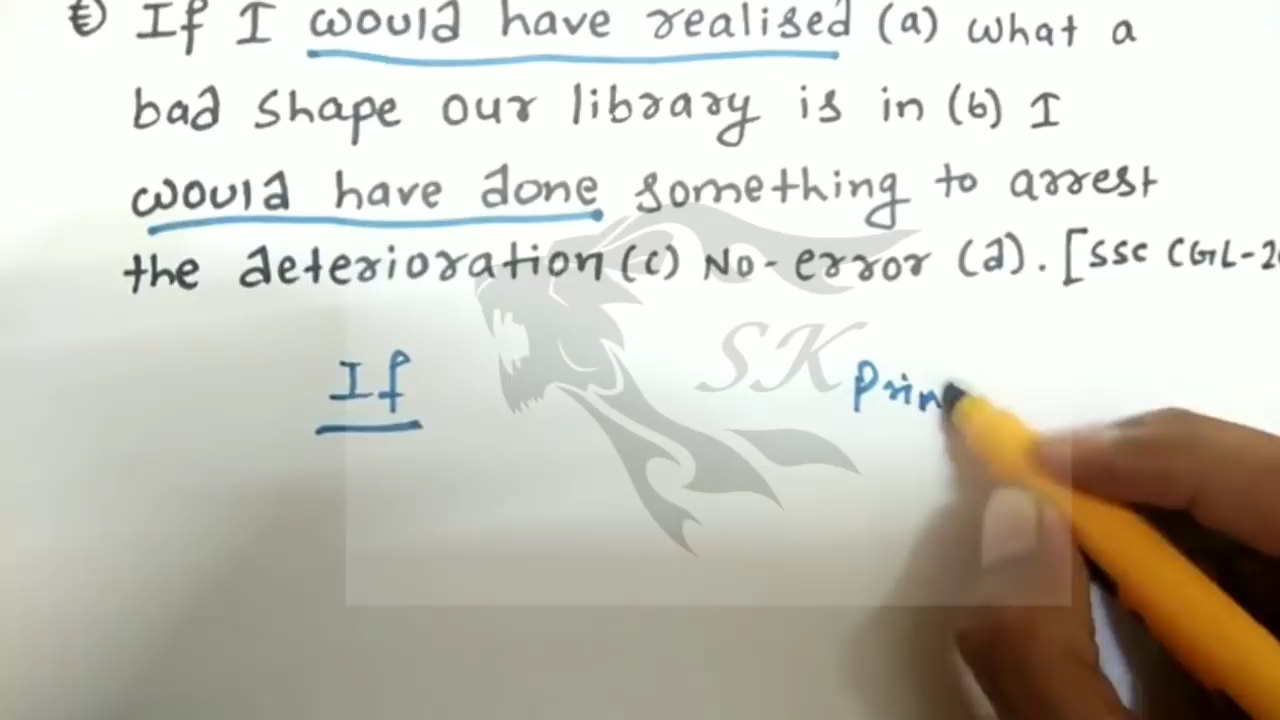 If I would have realised (a) what a
bad shape our library is in (b) I
would have done something to arrest
the deterioration (c) No-error (d). [SSC CGL-2
SK
If Prin